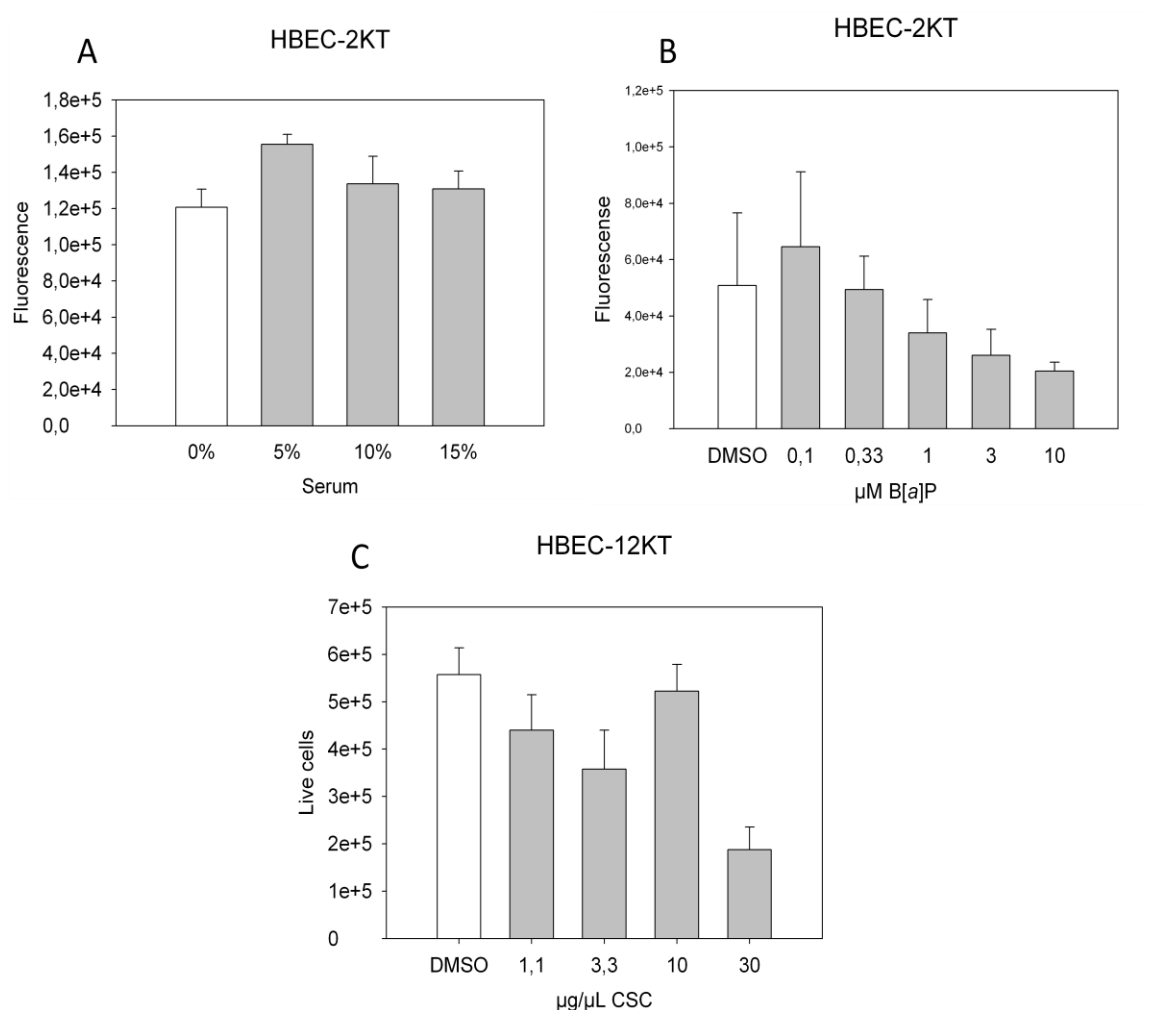 A
HBEC-2KT
1,8e+5
1,6e+5
1,4e+5
1,2e+5
1,0e+5
8,0e+4
6,0e+4
4,0e+4
2,0e+4
0,0
Fluorescence
0% 5% 10% 15%
Serum
B
HBEC-2KT
1,2e+5
1,0e+5
8,0e+4
6,0e+4
4,0e+4
2,0e+4
0,0
Fluorescense
DMSO 0,1 0,33 1 3 10
µM B[a]P
C
HBEC-12KT
7e+5
6e+5
5e+5
4e+5
3e+5
2e+5
1e+5
0
Live cells
DMSO 1,1 3,3 10 30
µg/µL CSC